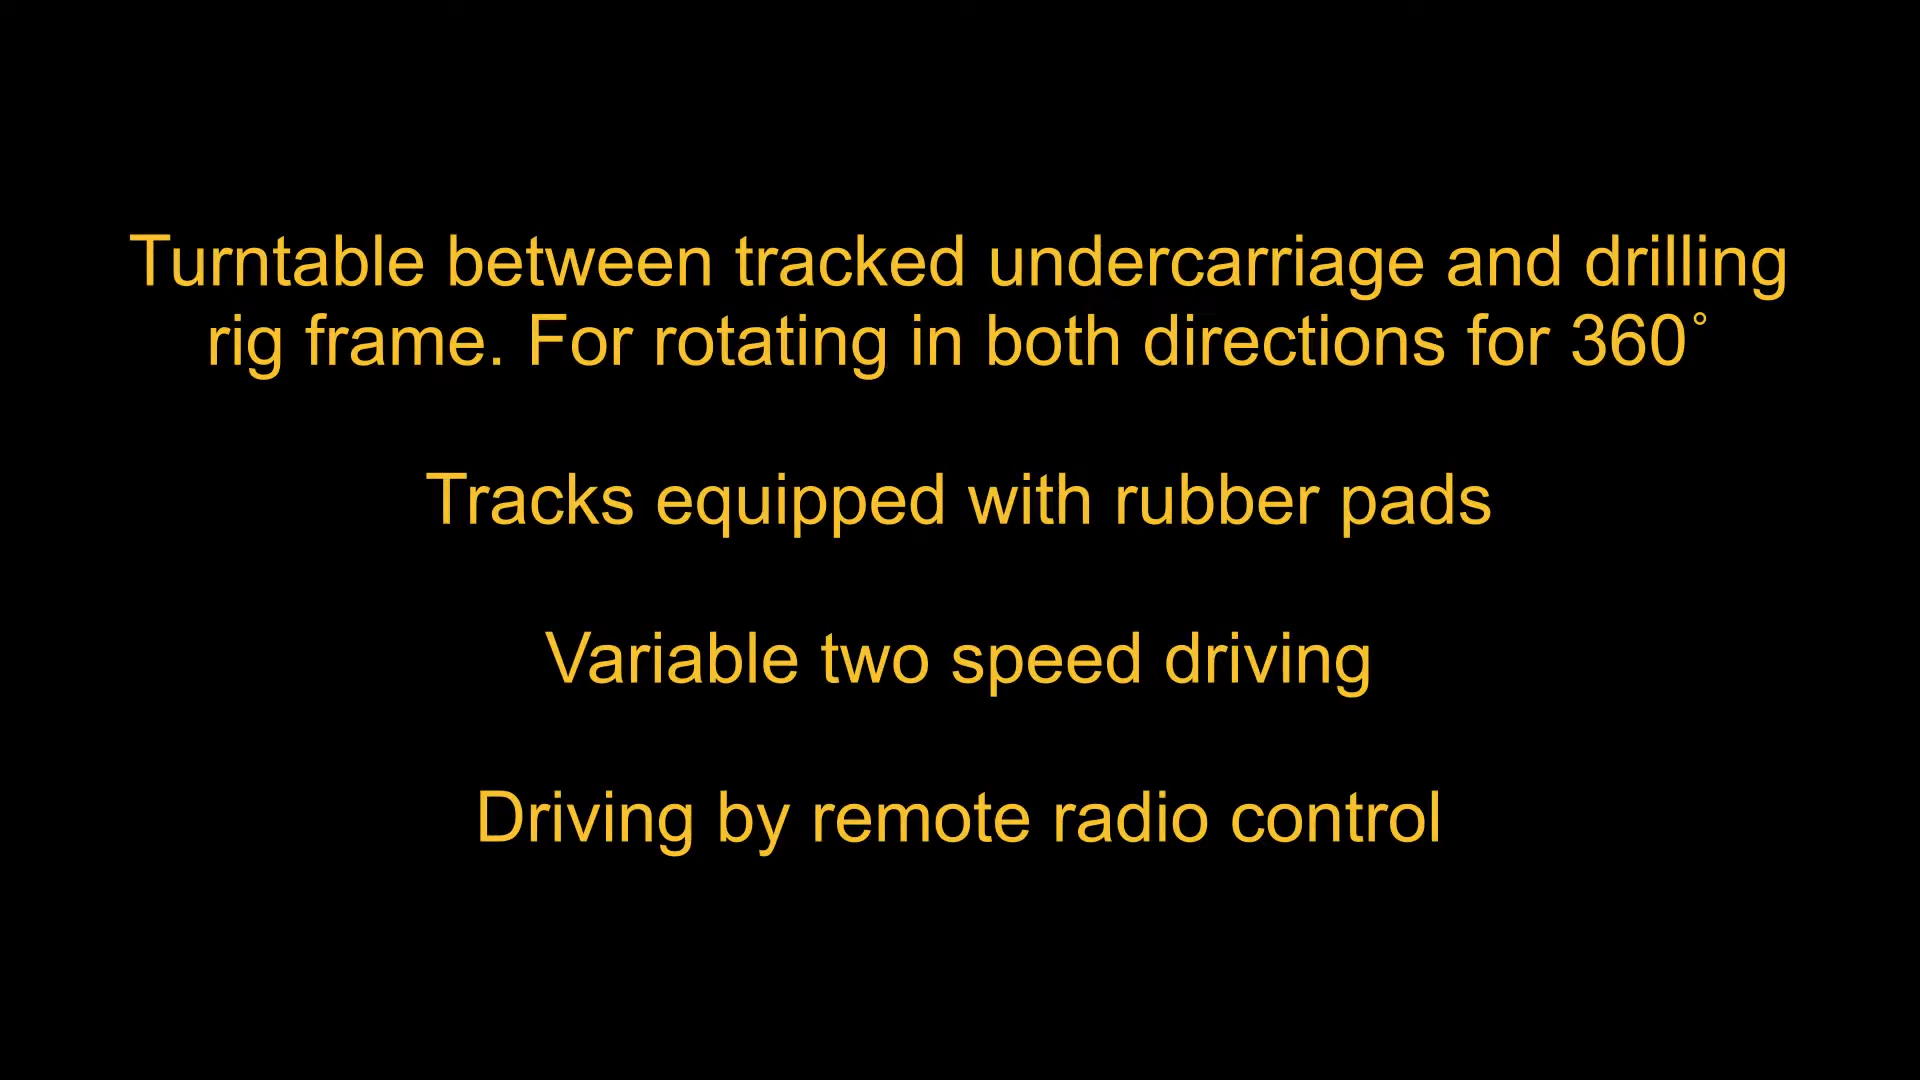 Turntable between tracked undercarriage and drilling
rig frame. For rotating in both directions for 360˚
Tracks equipped with rubber pads
Variable two speed driving
Driving by remote radio control